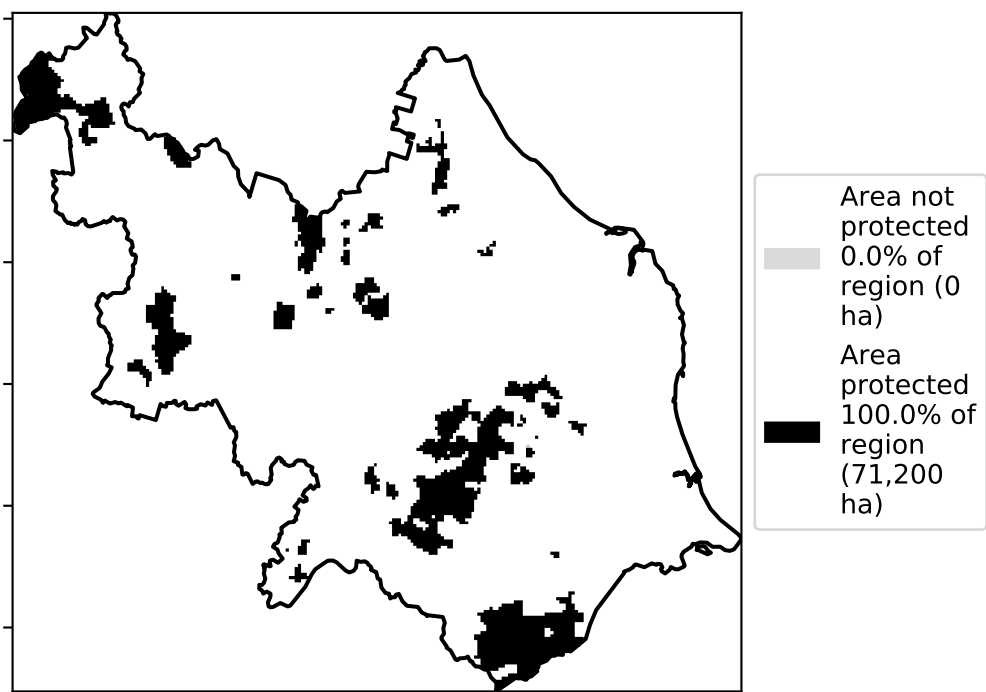 Area not
protected
0.0% of
region (0
ha)
Area
protected
100.0% of
region
(71,200
ha)